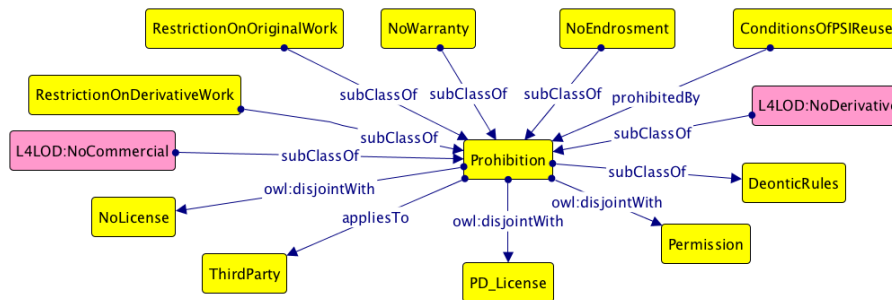 RestrictionOnOriginalWork
NoWarranty
NoEndrosment
ConditionsOfPSIReuse
RestrictionOnDerivativeWork
subClassOf
subClassOf
subClassOf
prohibitedBy
L4LOD:NoDerivative
L4LOD:NoCommercial
subClassOf
subClassOf
subClassOf
Prohibition
subClassOf
DeonticRules
owl:disjointWith
NoLicense
appliesTo
owl:disjointWith
owl:disjointWith
Permission
ThirdParty
PD_License